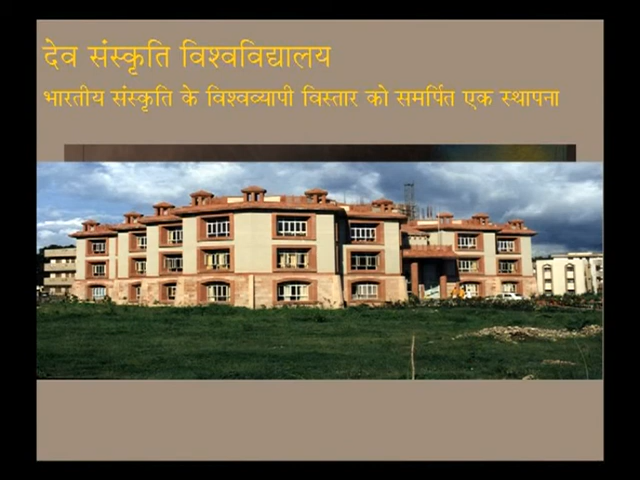 देव संस्कृति विश्वविद्यालय
भारतीय संस्कृति के विश्वव्यापी विस्तार को समर्पित एक स्थापना